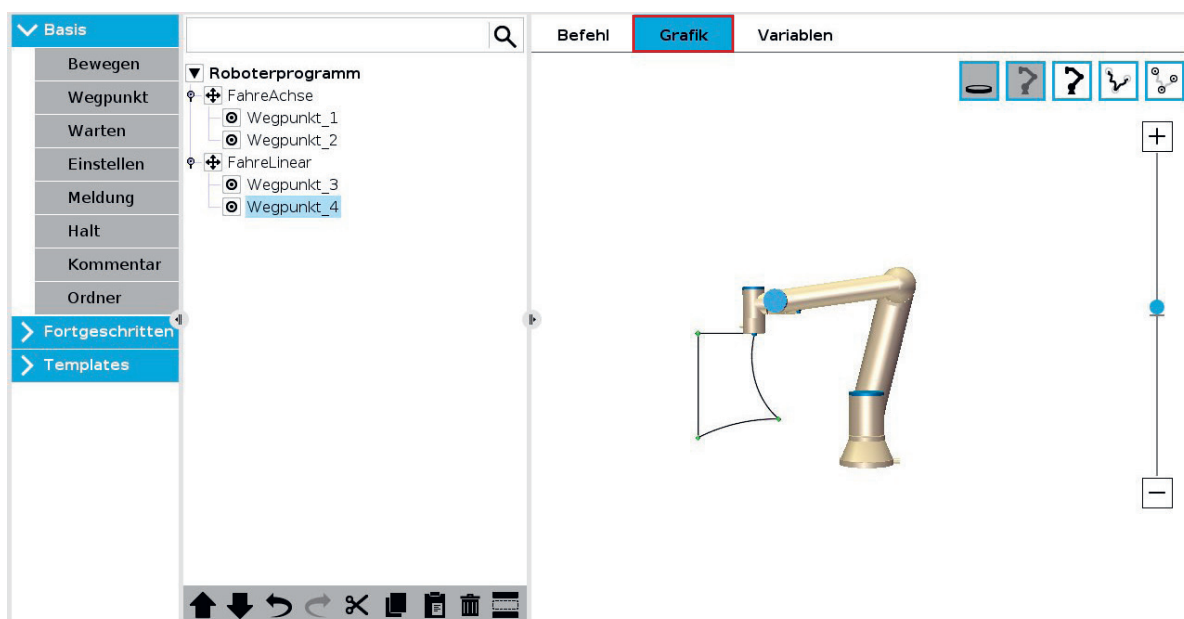 Basis
Bewegen
Wegpunkt
Warten
Einstellen
Meldung
Halt
Kommentar
Ordner
Fortgeschritten
Templates
Roboterprogramm
FahreAchse
Wegpunkt_1
Wegpunkt_2
FahreLinear
Wegpunkt_3
Wegpunkt_4
Befehl Grafik Variablen